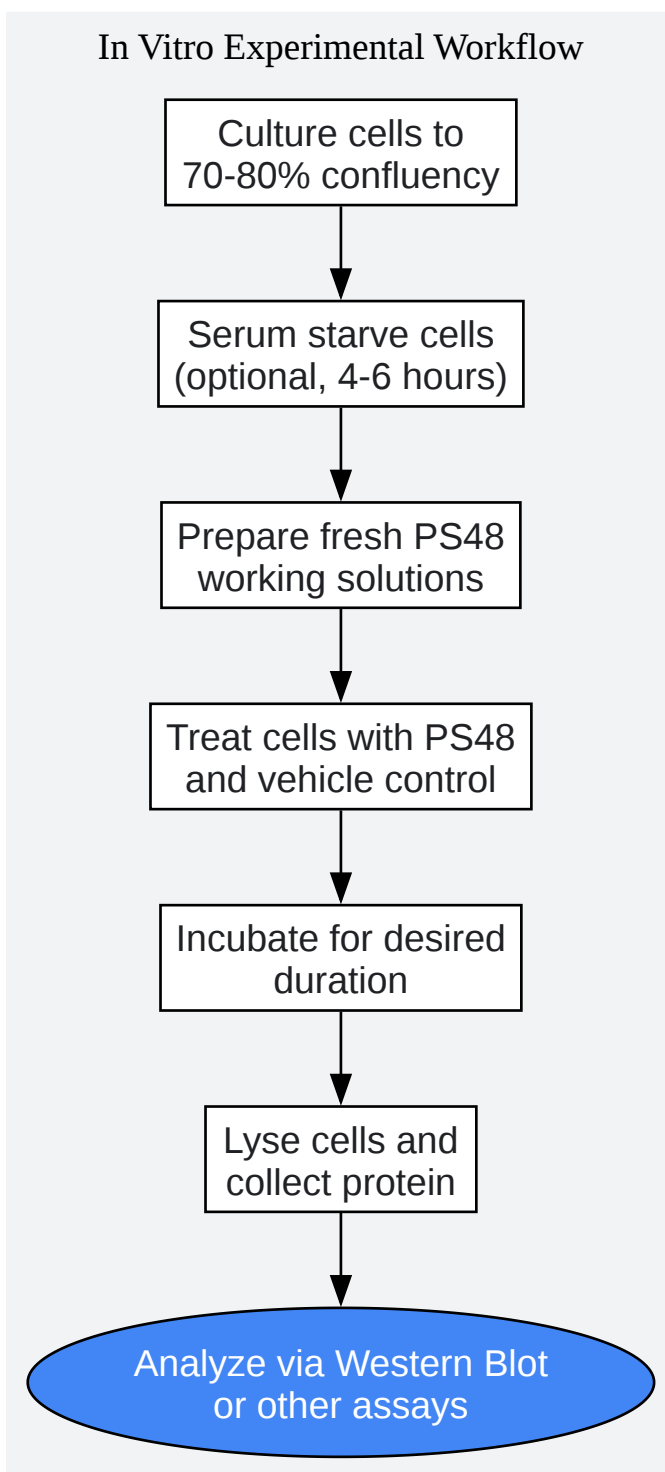 In Vitro Experimental Workflow
Culture cells to
70-80% confluency
Serum starve cells
(optional, 4-6 hours)
Prepare fresh PS48
working solutions
Treat cells with PS48
and vehicle control
Incubate for desired
duration
Lyse cells and
collect protein
Analyze via Western Blot
or other assays